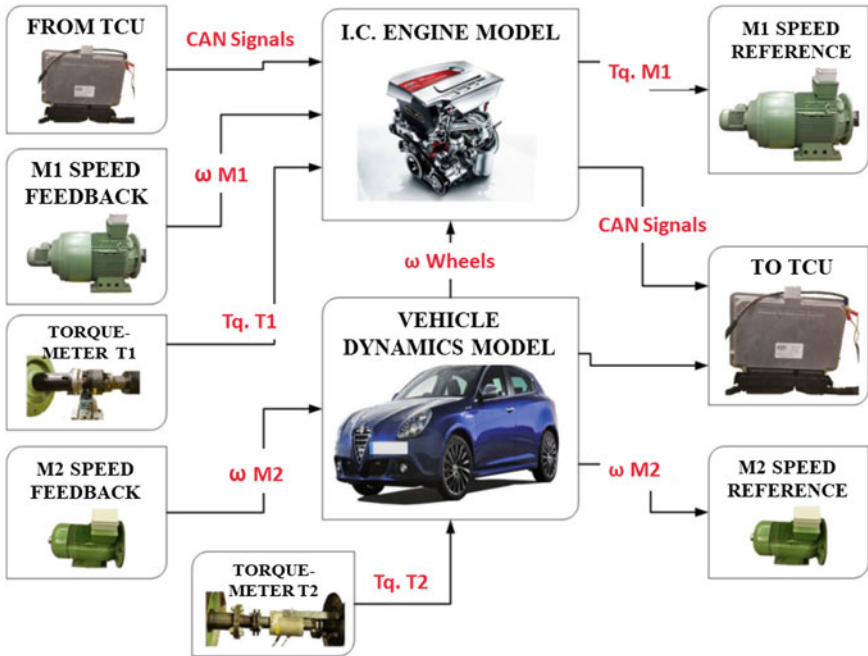 FROM TCU
CAN Signals
I.C. ENGINE MODEL
Tq. M1
M1 SPEED
REFERENCE
M1 SPEED
FEEDBACK
ω M1
CAN Signals
ω Wheels
TO TCU
TORQUE-
METER T1
Tq. T1
VEHICLE
DYNAMICS MODEL
M2 SPEED
FEEDBACK
ω M2
ω M2
M2 SPEED
REFERENCE
TORQUE-
METER T2
Tq. T2